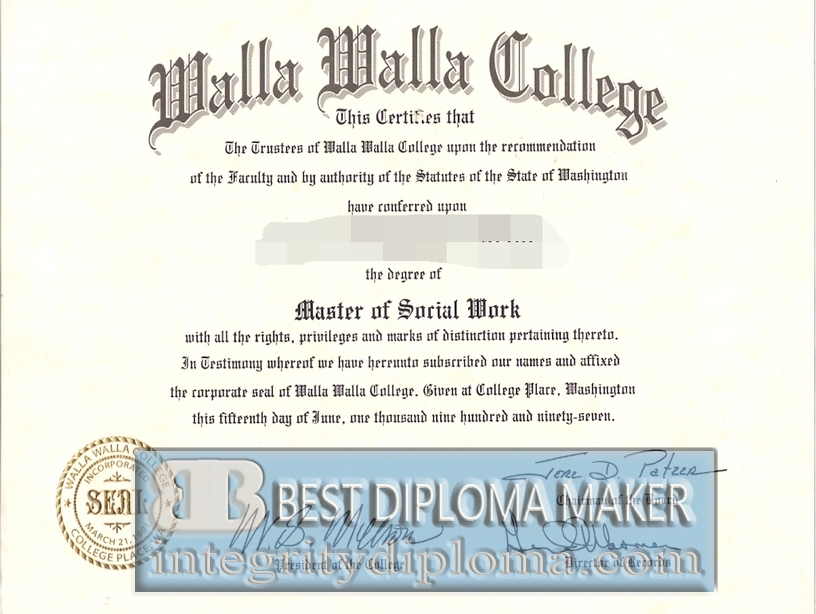 Walla Walla College
This Certifies that
The Trustees of Walla Walla College upon the recommendation
of the Faculty and by authority of the Statutes of the State of Washington
have conferred upon
the degree of
Master of Social Work
with all the rights, privileges and marks of distinction pertaining thereto.
In Testimony whereof we have hereunto subscribed our names and affixed
the corporate seal of Walla Walla College. Given at College Place, Washington
this fifteenth day of June, one thousand nine hundred and ninety-seven.
WALLA WALLA COLLEGE
INCORPORATED
SEAL
MARCH 21,
COLLEGE PLACE
D. Patzer
Chairman of the Board
B BEST DIPLOMA MAKER
President of the College
Director of Records
integritydiploma.com